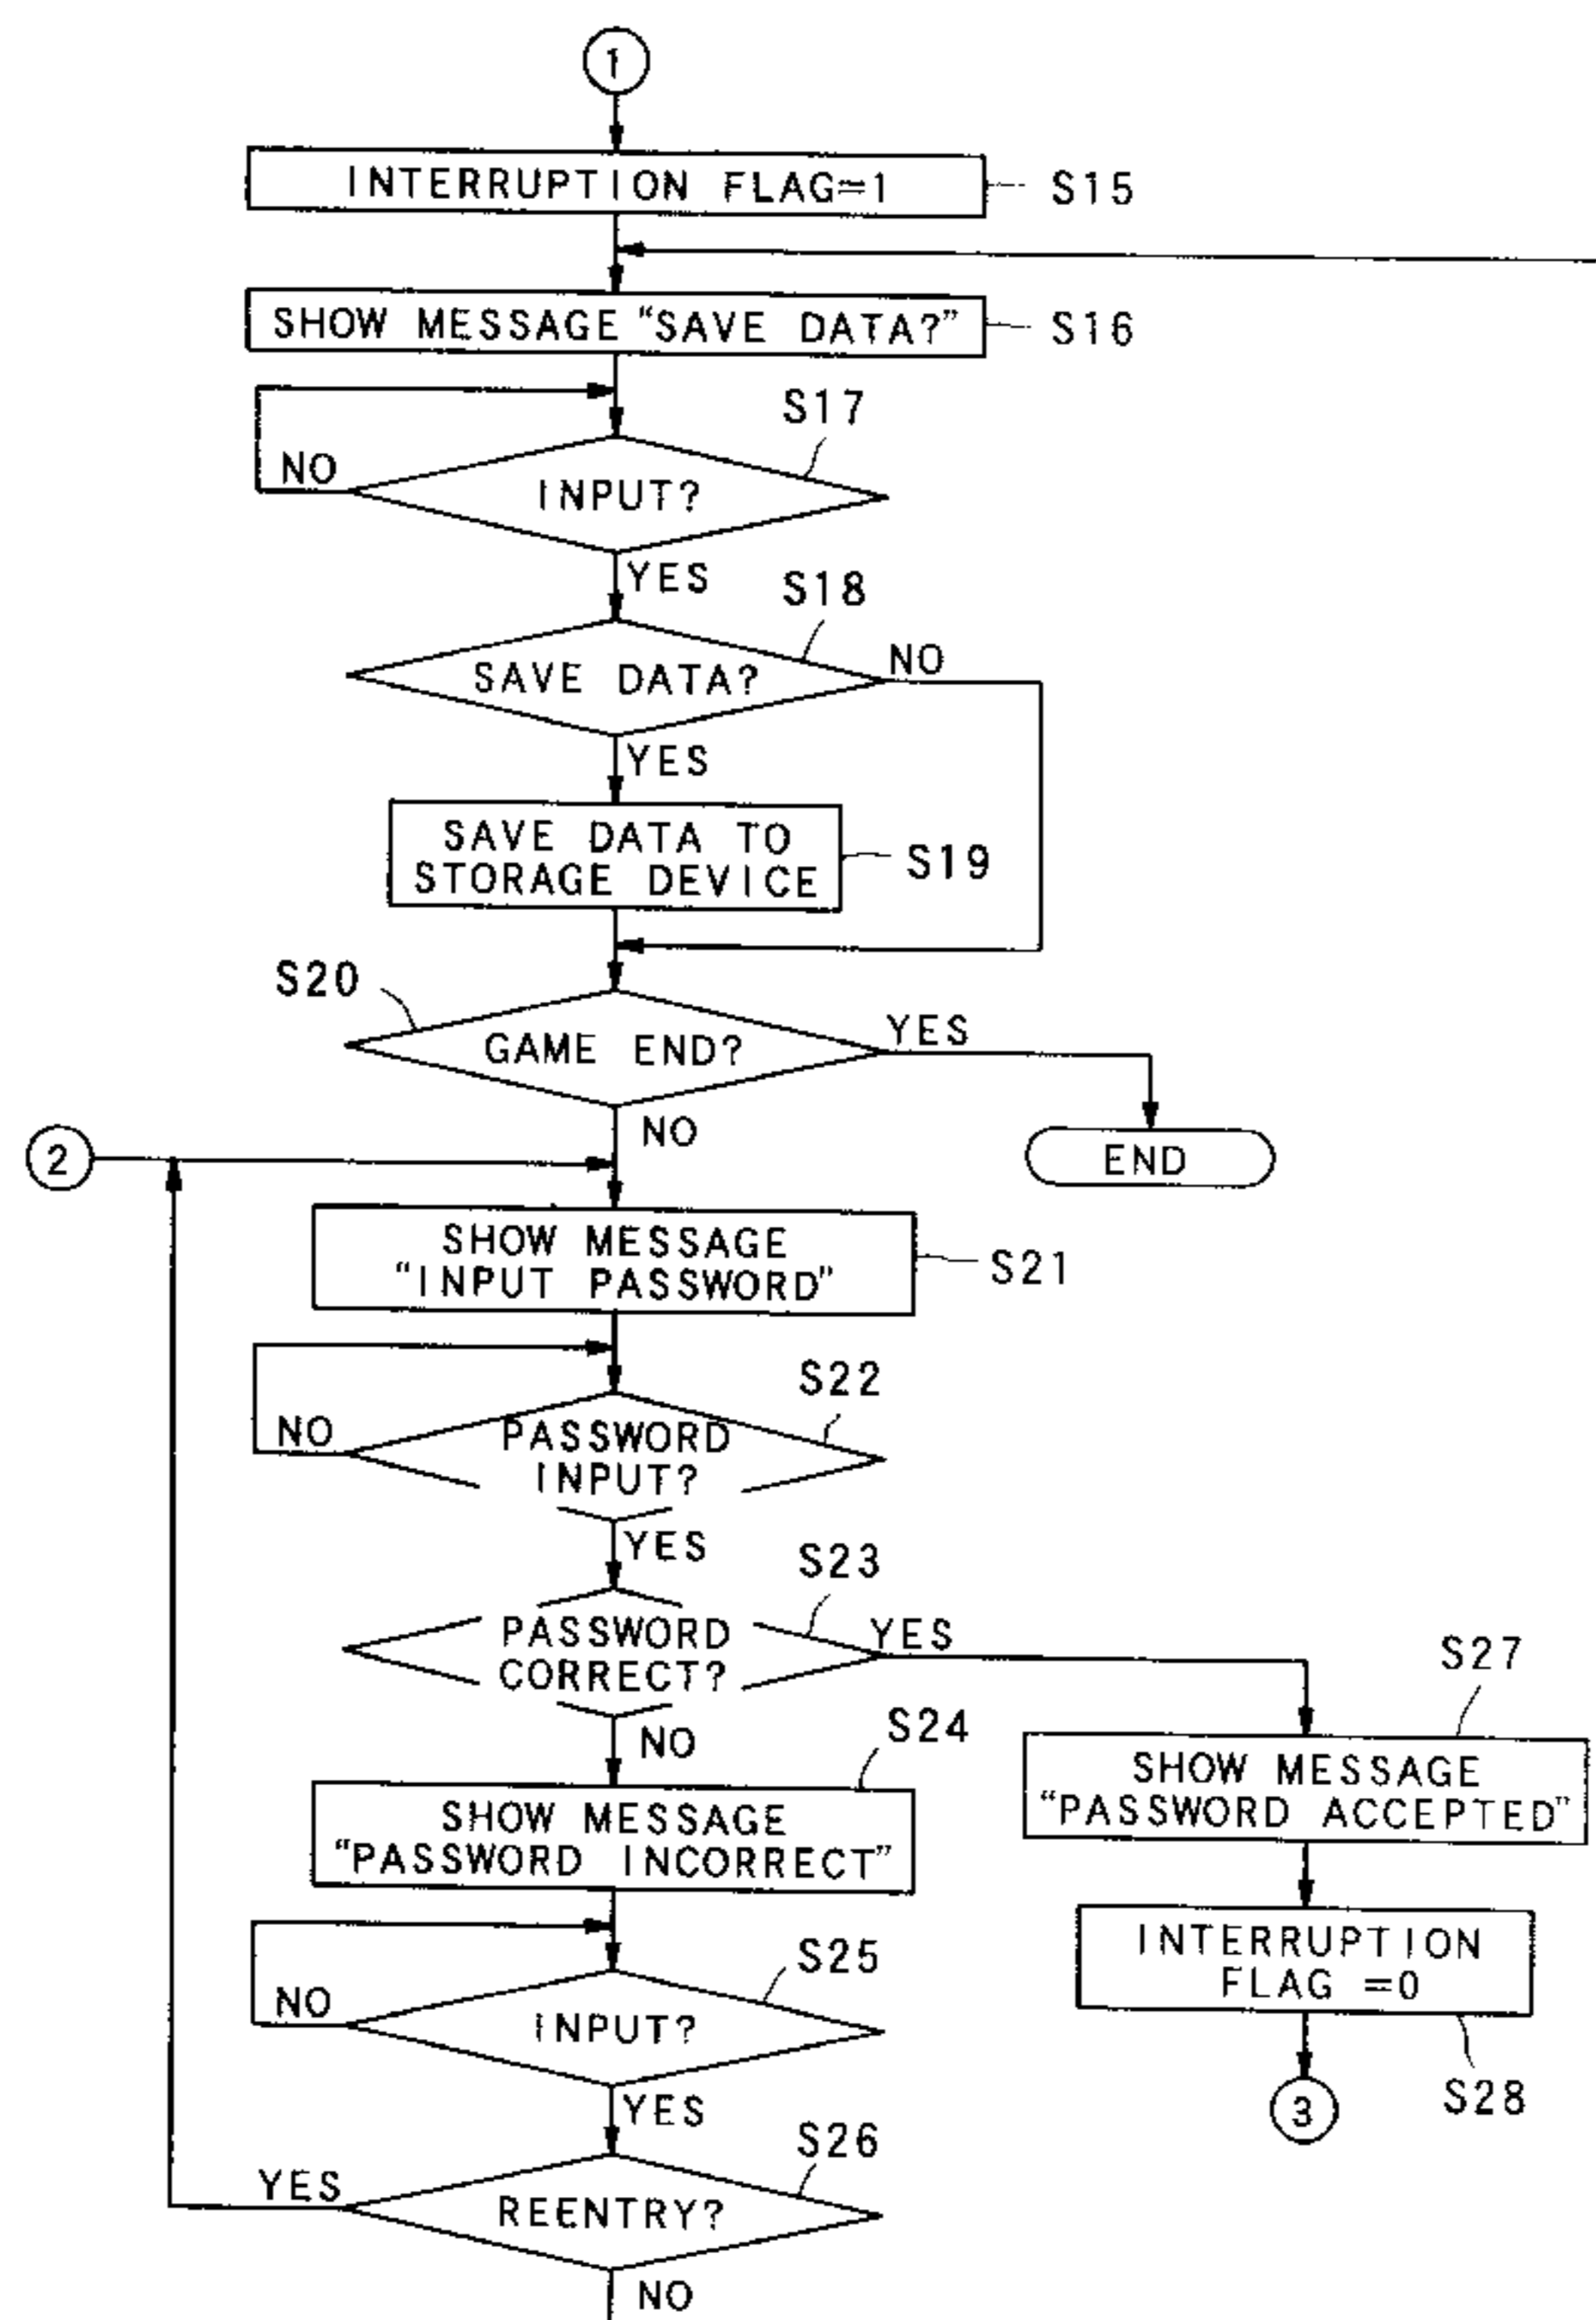 1
INTERRUPTION FLAG=1
S15
SHOW MESSAGE "SAVE DATA?"
S16
S17
NO
INPUT?
YES
S18
NO
SAVE DATA?
YES
SAVE DATA TO
STORAGE DEVICE
S19
S20
GAME END?
YES
NO
2
END
SHOW MESSAGE
"INPUT PASSWORD"
S21
S22
NO
PASSWORD
INPUT?
YES
S23
PASSWORD
CORRECT?
YES
S27
NO
S24
SHOW MESSAGE
"PASSWORD ACCEPTED"
SHOW MESSAGE
"PASSWORD INCORRECT"
INTERRUPTION
FLAG =0
S25
NO
INPUT?
S28
3
YES
S26
YES
REENTRY?
NO